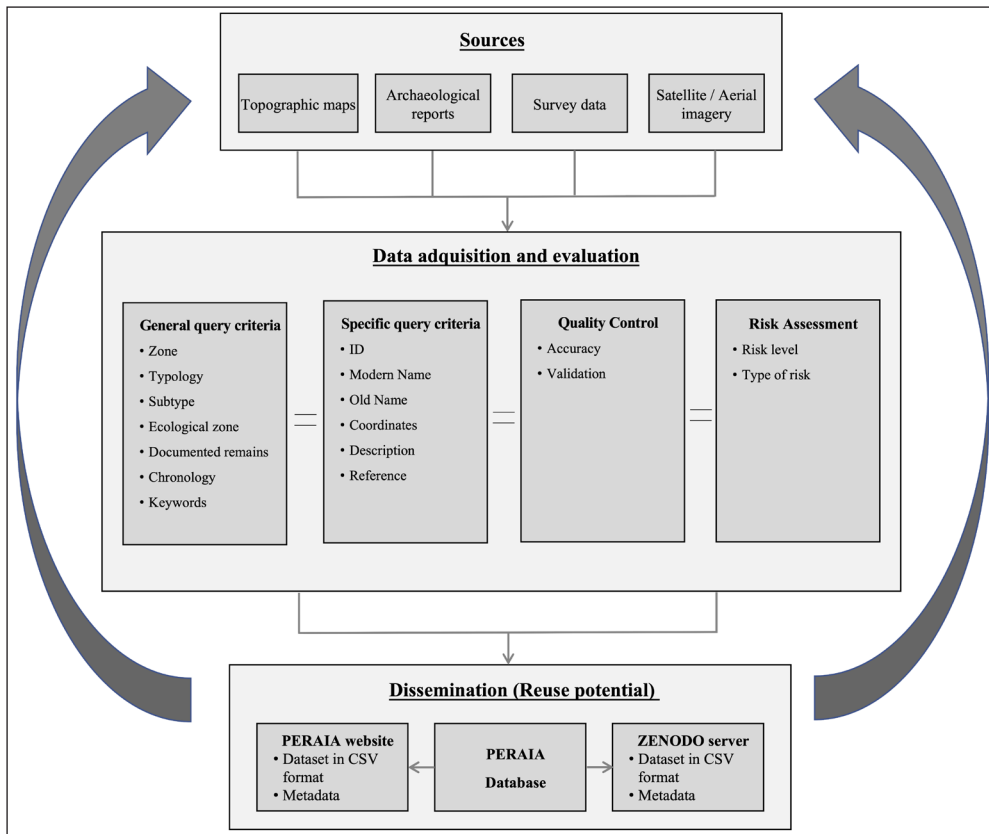 Sources
Topographic maps
Archaeological
reports
Survey data
Satellite / Aerial
imagery
Data adquisition and evaluation
General query criteria
• Zone
• Typology
• Subtype
• Ecological zone
• Documented remains
• Chronology
• Keywords
Specific query criteria
• ID
• Modern Name
• Old Name
• Coordinates
• Description
• Reference
Quality Control
• Accuracy
• Validation
Risk Assessment
• Risk level
• Type of risk
Dissemination (Reuse potential)
PERAIA website
• Dataset in CSV
format
• Metadata
PERAIA
Database
ZENODO server
• Dataset in CSV
format
• Metadata